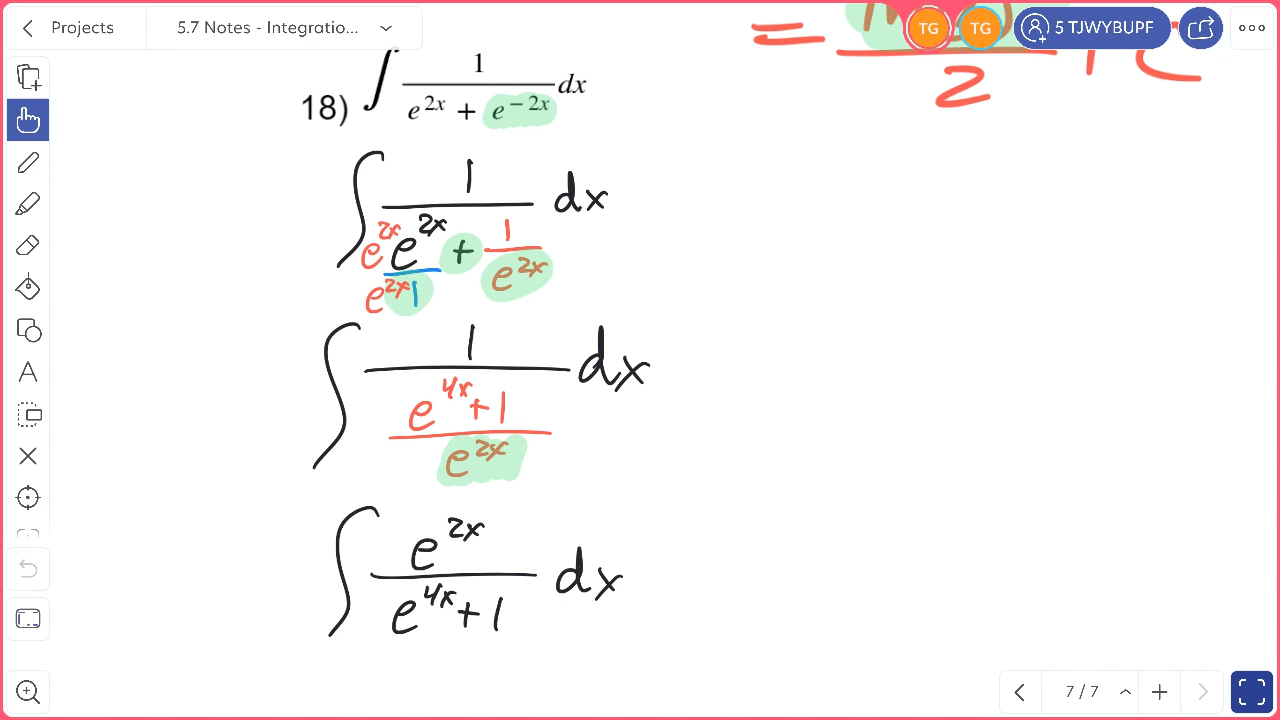 Projects
5.7 Notes - Integratio...
TG
TG
5 TJWYBUPF
=
2
+ C
18) ∫ 1 / (e^{2x} + e^{-2x}) dx
∫ 1 / (e^{2x} e^{2x} / e^{2x} 1 + 1 / e^{2x}) dx
∫ 1 / ((e^{4x} + 1) / e^{2x}) dx
∫ e^{2x} / (e^{4x} + 1) dx
A
7 / 7